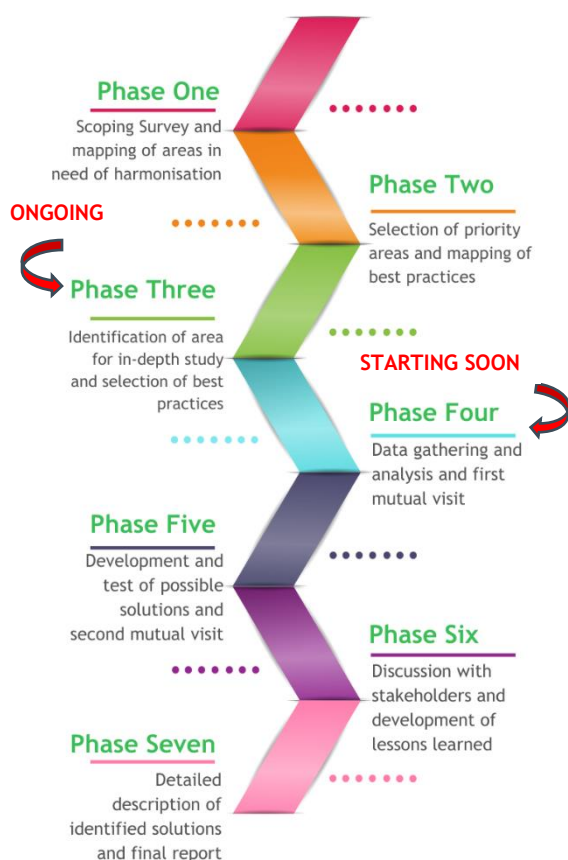 Phase One
Scoping Survey and
mapping of areas in
need of harmonisation
Phase Two
Selection of priority
areas and mapping of
best practices
ONGOING
Phase Three
Identification of area
for in-depth study
and selection of best
practices
STARTING SOON
Phase Four
Data gathering and
analysis and first
mutual visit
Phase Five
Development and
test of possible
solutions and
second mutual visit
Phase Six
Discussion with
stakeholders and
development of
lessons learned
Phase Seven
Detailed
description of
identified solutions
and final report